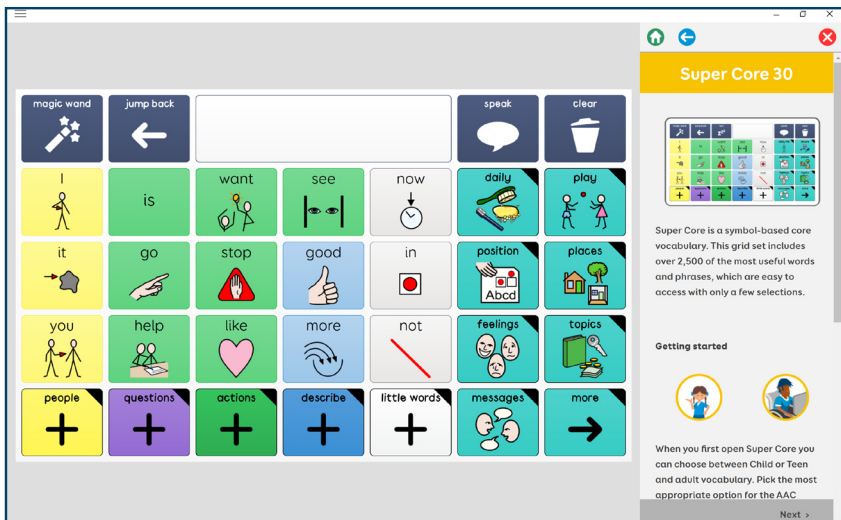 magic wand
jump back
speak
clear
I
is
want
see
now
daily
play
it
go
stop
good
in
position
Abcd
places
you
help
like
more
not
feelings
topics
people
questions
actions
describe
little words
messages
more
Super Core 30
Super Core is a symbol-based core
vocabulary. This grid set includes
over 2,500 of the most useful words
and phrases, which are easy to
access with only a few selections.
Getting started
When you first open Super Core you
can choose between Child or Teen
and adult vocabulary. Pick the most
appropriate option for the AAC
Next >